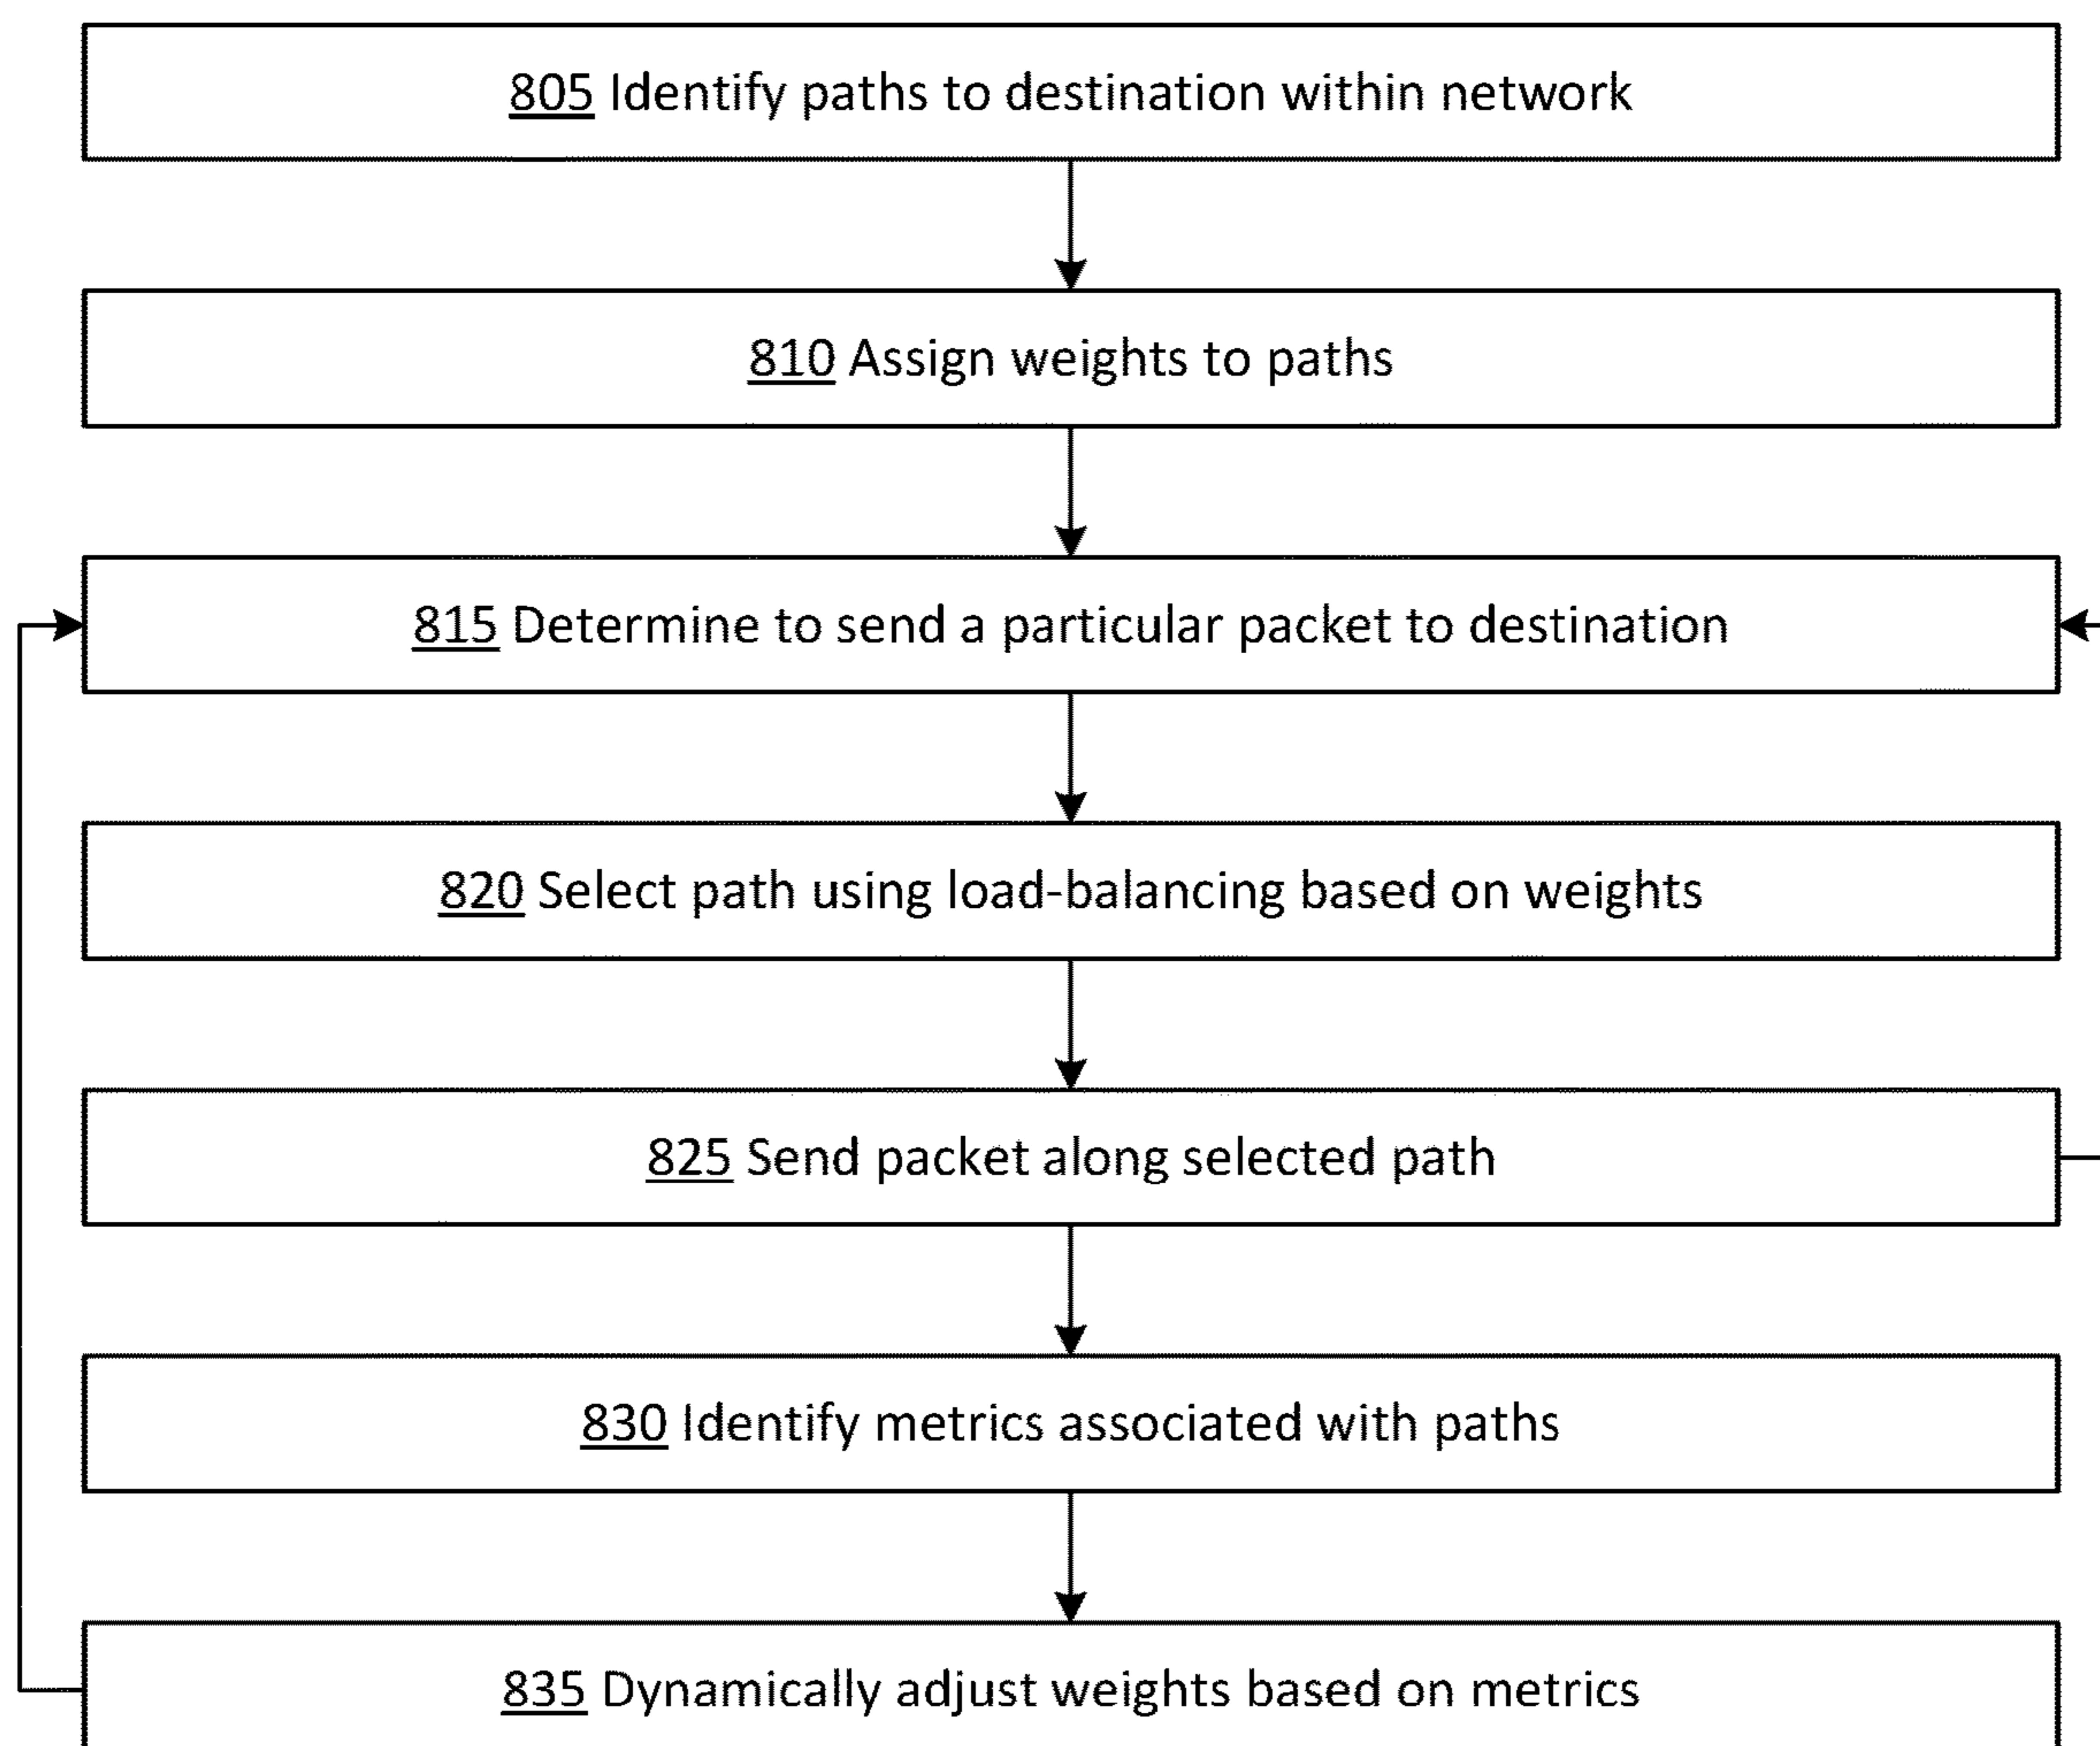 805 Identify paths to destination within network
810 Assign weights to paths
815 Determine to send a particular packet to destination
820 Select path using load-balancing based on weights
825 Send packet along selected path
830 Identify metrics associated with paths
835 Dynamically adjust weights based on metrics